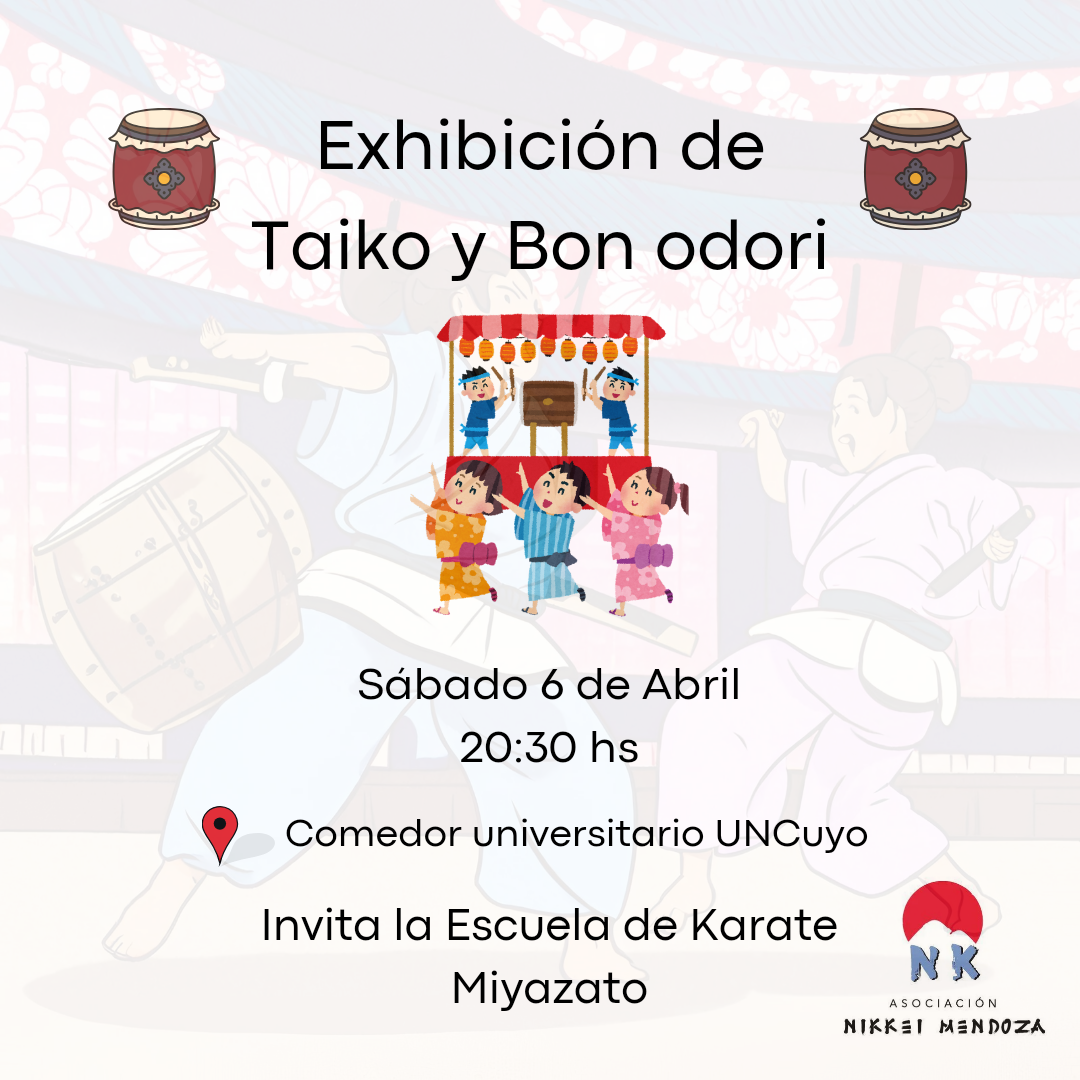 Exhibición de
Taiko y Bon odori
Sábado 6 de Abril
20:30 hs
Comedor universitario UNCuyo
Invita la Escuela de Karate
Miyazato
NK
ASOCIACIÓN
NIKKEI MENDOZA